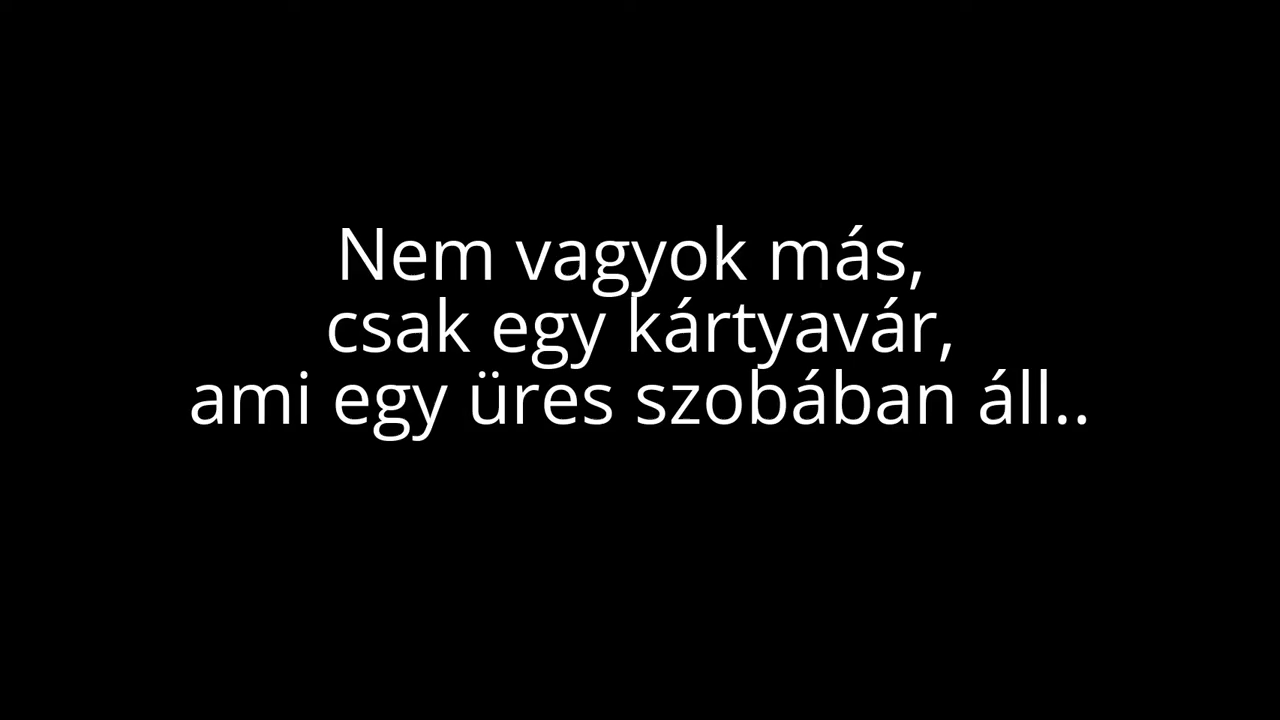 Nem vagyok más,
csak egy kártyavár,
ami egy üres szobában áll..